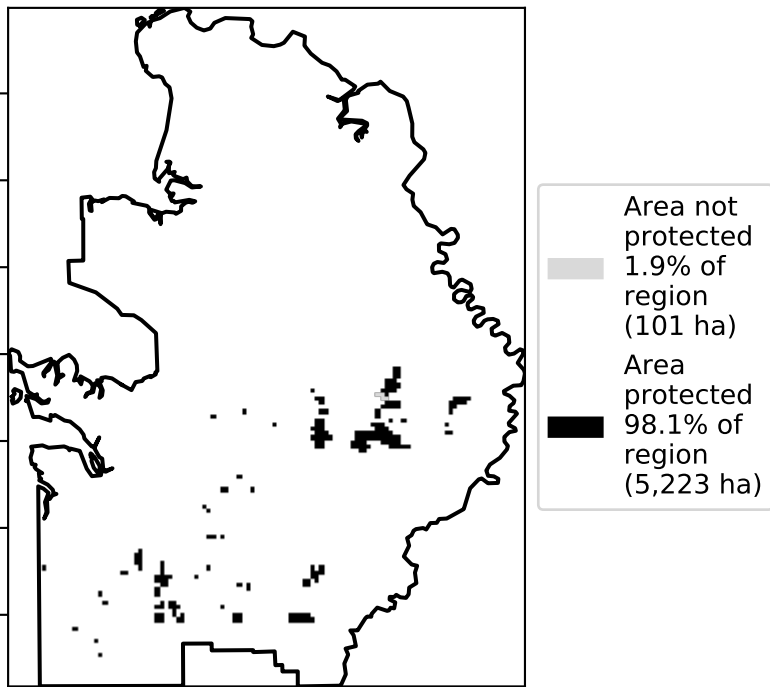 Area not
protected
1.9% of
region
(101 ha)
Area
protected
98.1% of
region
(5,223 ha)